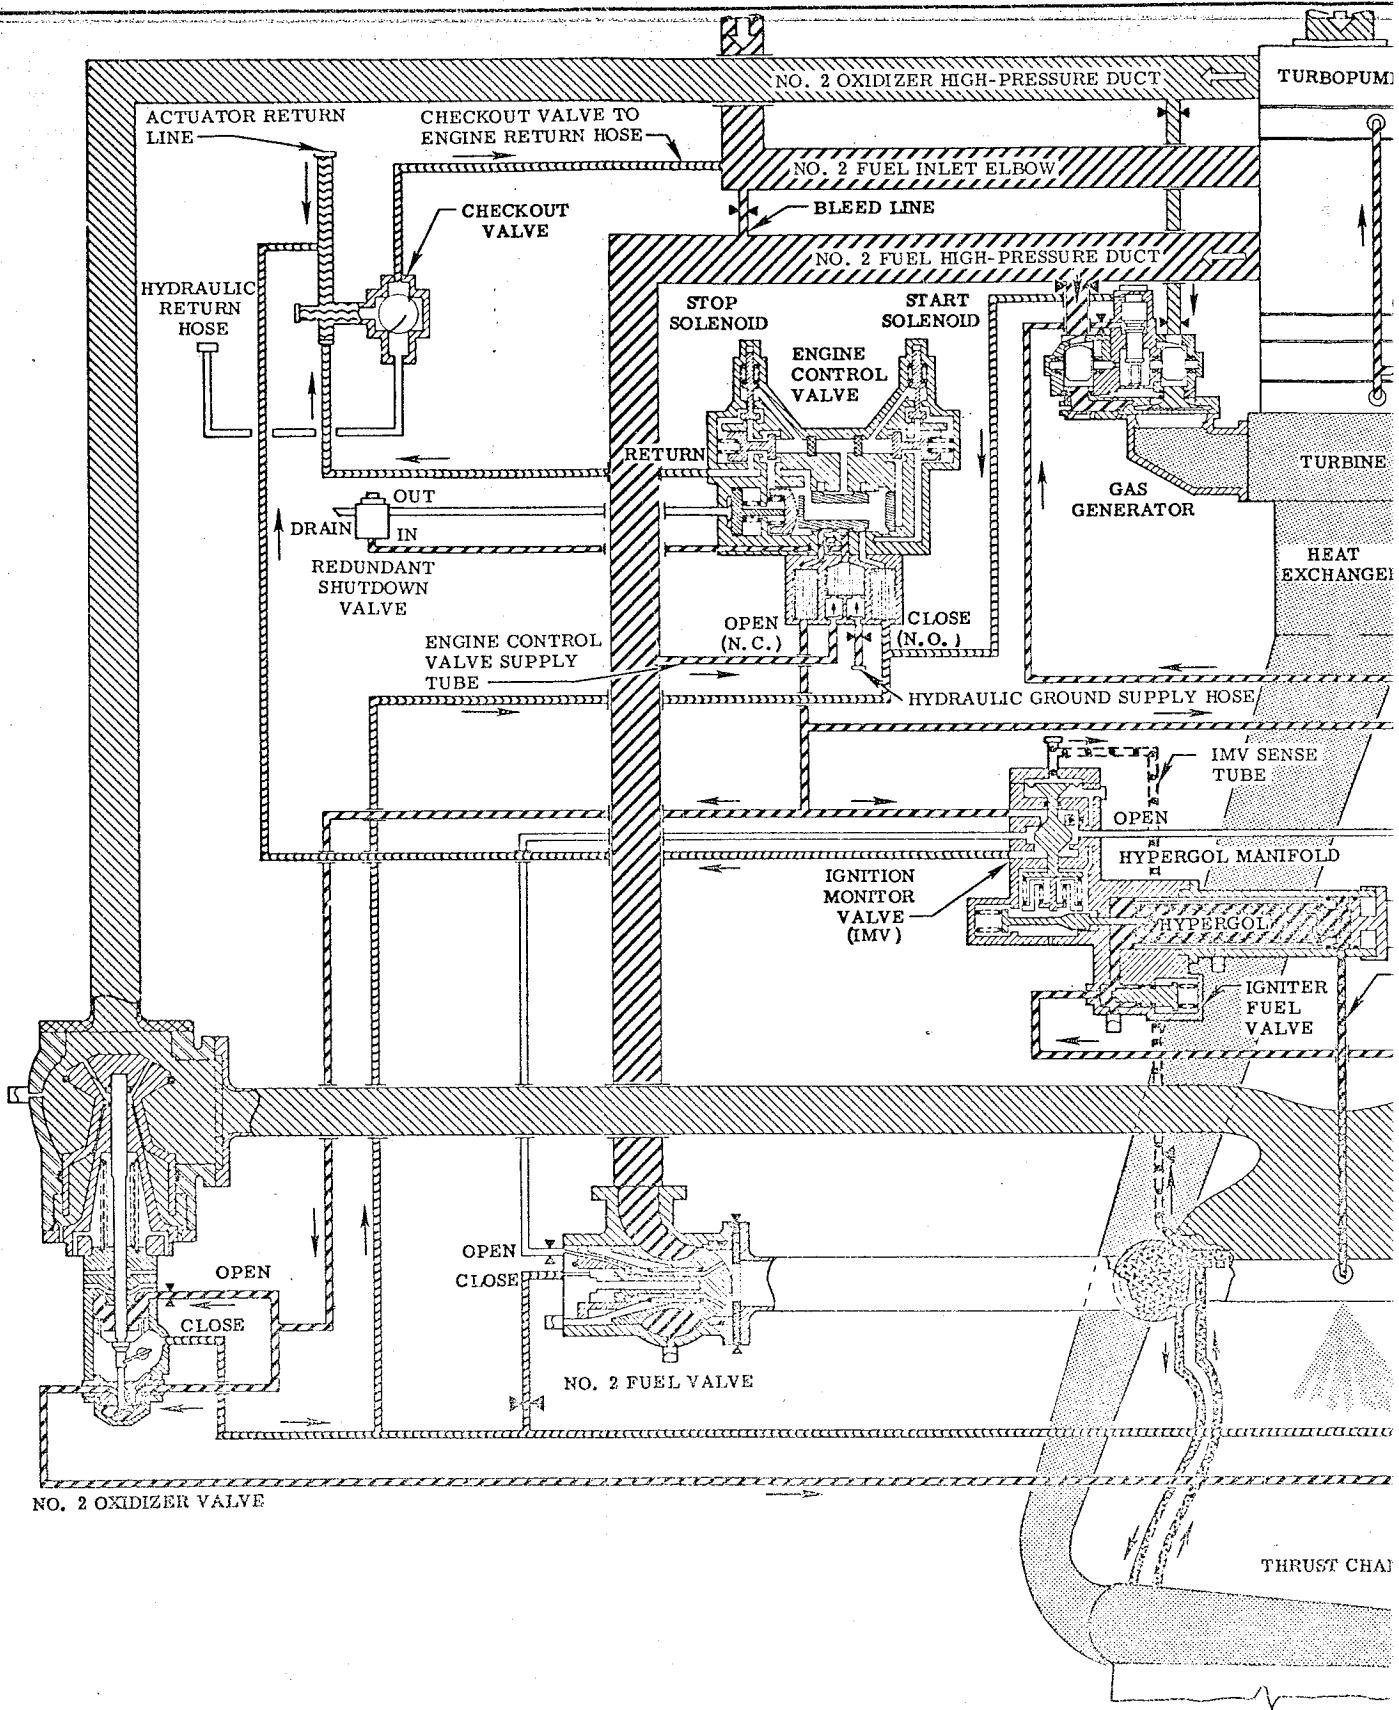 NO. 2 OXIDIZER HIGH-PRESSURE DUCT
TURBOPUM
ACTUATOR RETURN
LINE
CHECKOUT VALVE TO
ENGINE RETURN HOSE
NO. 2 FUEL INLET ELBOW
CHECKOUT
VALVE
BLEED LINE
NO. 2 FUEL HIGH-PRESSURE DUCT
HYDRAULIC
RETURN
HOSE
STOP
SOLENOID
START
SOLENOID
ENGINE
CONTROL
VALVE
RETURN
TURBINE
GAS
GENERATOR
OUT
DRAIN
IN
REDUNDANT
SHUTDOWN
VALVE
HEAT
EXCHANGE
OPEN
(N.C.)
CLOSE
(N.O.)
ENGINE CONTROL
VALVE SUPPLY
TUBE
HYDRAULIC GROUND SUPPLY HOSE
IMV SENSE
TUBE
OPEN
HYPERGOL MANIFOLD
IGNITION
MONITOR
VALVE
(IMV)
HYPERGOL
IGNITER
FUEL
VALVE
OPEN
CLOSE
OPEN
CLOSE
NO. 2 FUEL VALVE
NO. 2 OXIDIZER VALVE
THRUST CHA